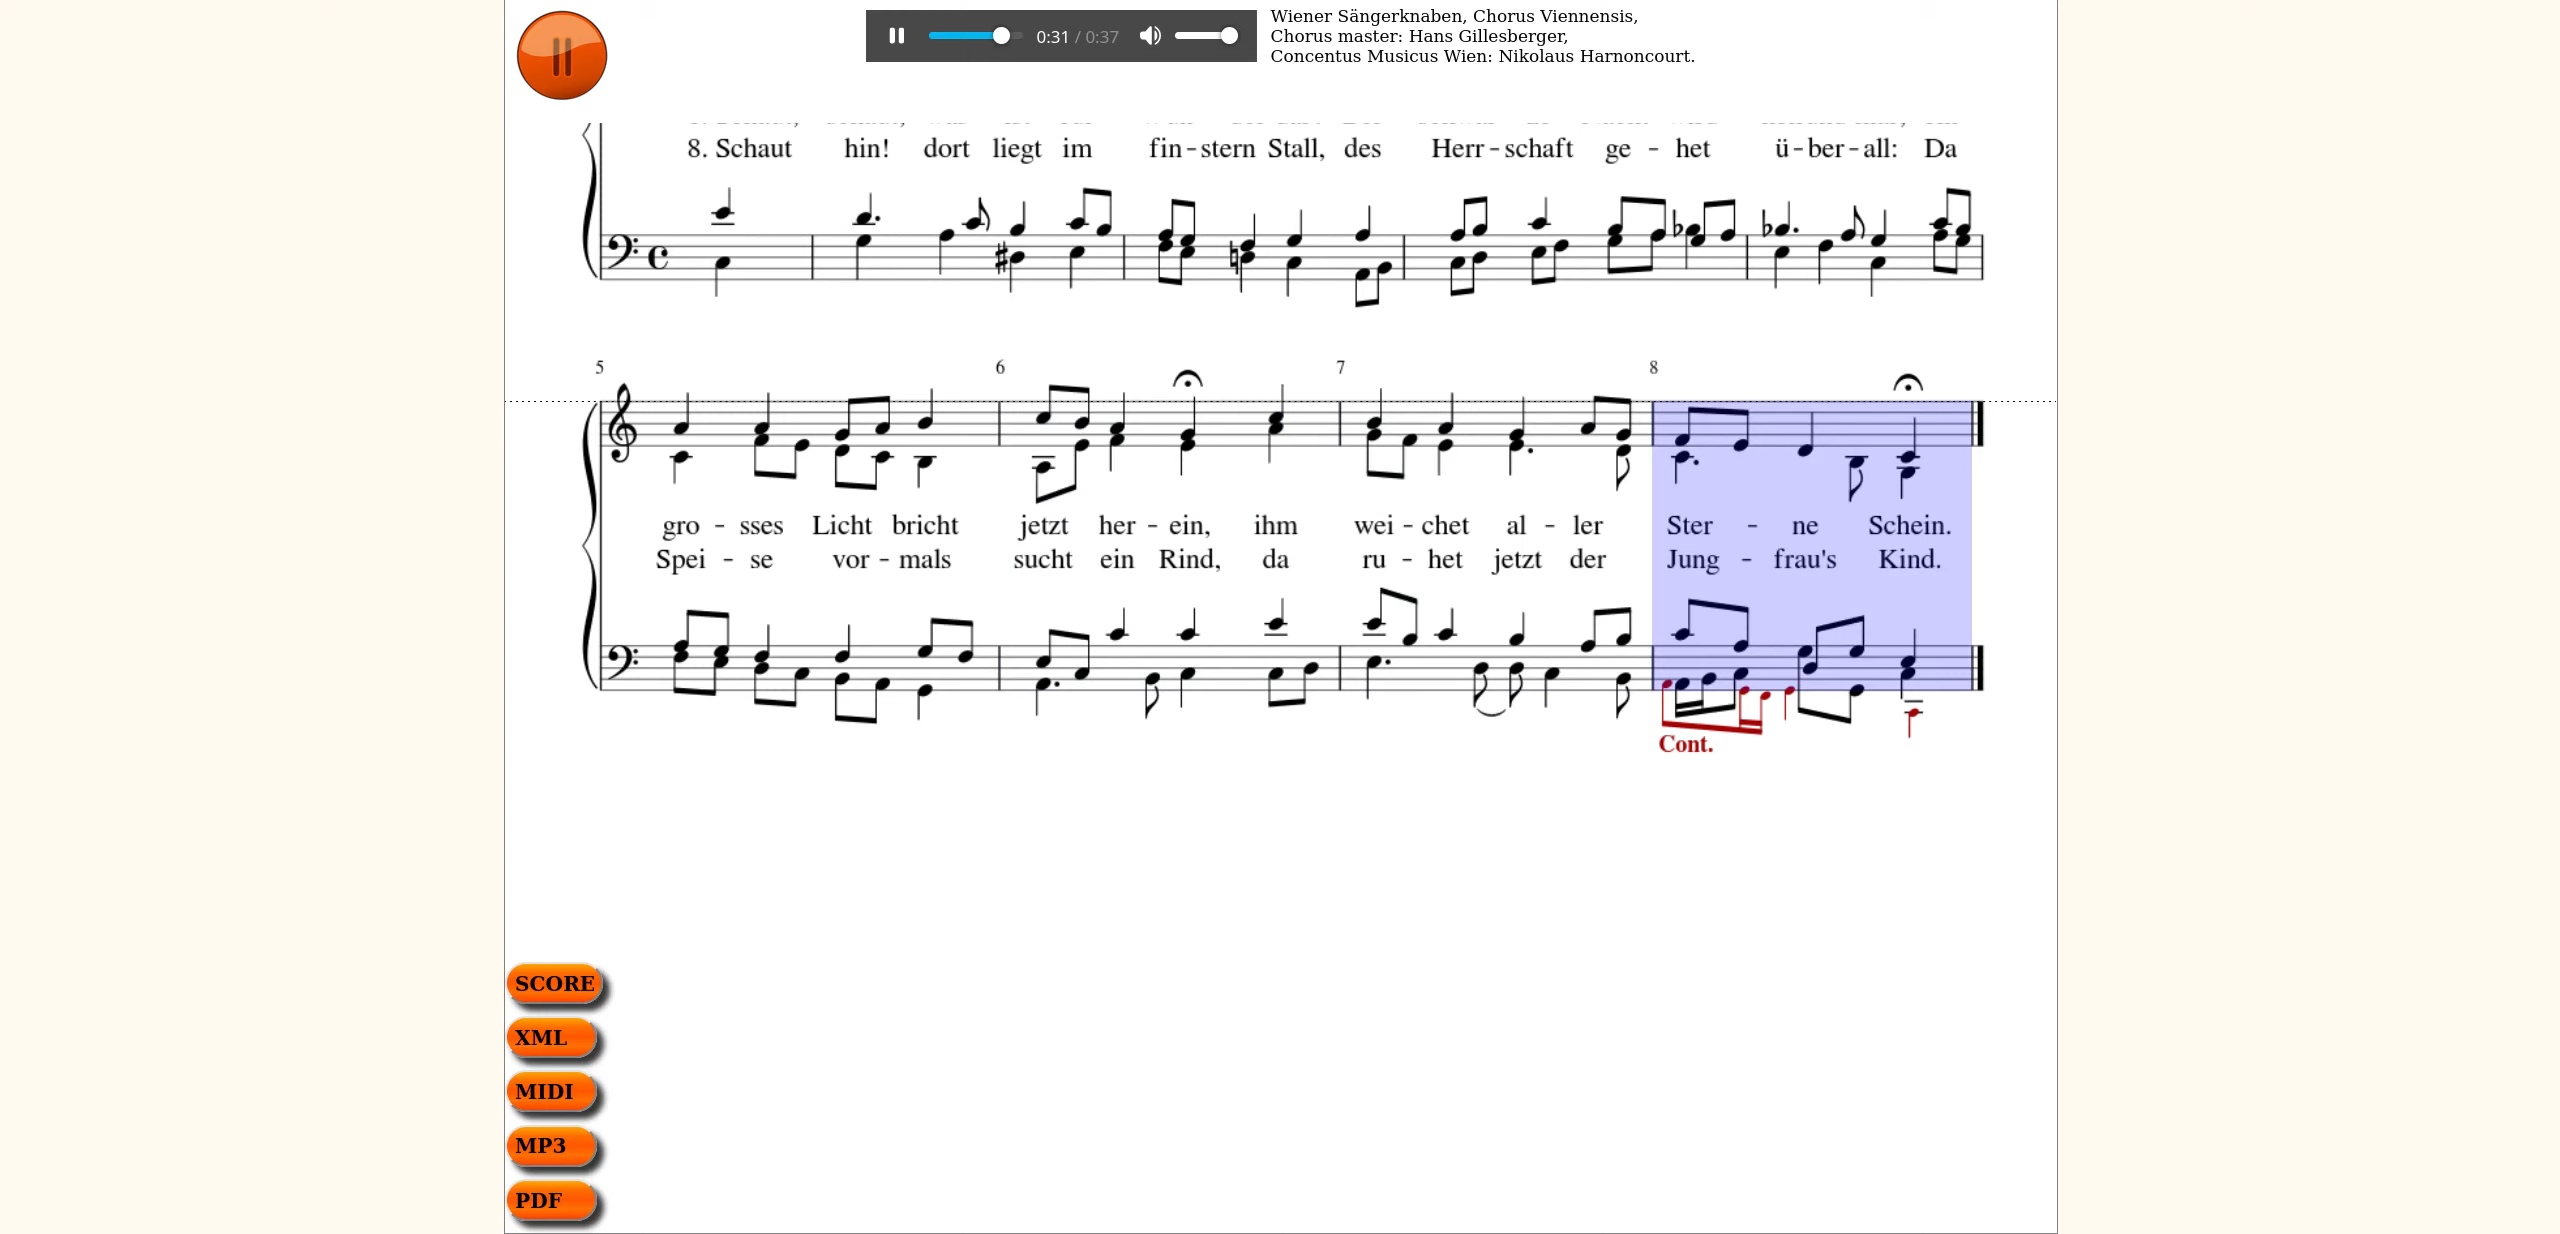 0:31 / 0:37
Wiener Sängerknaben, Chorus Viennensis,
Chorus master: Hans Gillesberger,
Concentus Musicus Wien: Nikolaus Harnoncourt.
8. Schaut hin! dort liegt im fin - stern Stall, des Herr - schaft ge - het ü - ber - all: Da
5 6 7 8
gro - sses Licht bricht jetzt her - ein, ihm wei - chet al - ler Ster - ne Schein.
Spei - se vor - mals sucht ein Rind, da ru - het jetzt der Jung - frau's Kind.
Cont.
SCORE
XML
MIDI
MP3
PDF